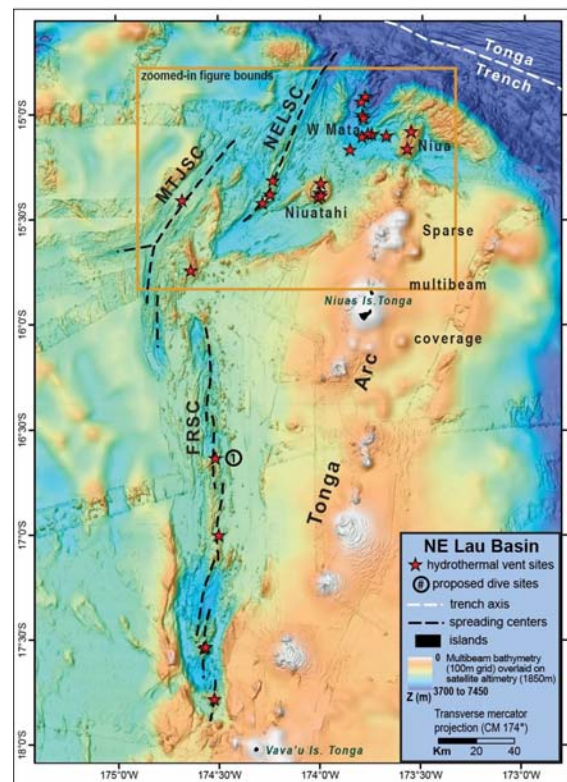 Tonga
Trench
zoomed-in figure bounds
15°0'S
NELSC
W Mata
MTJSC
Niua
Niuatahi
15°30'S
Sparse
multibeam
Niuas Is. Tonga
16°0'S
coverage
Arc
FRSC
16°30'S
1
Tonga
17°0'S
NE Lau Basin
hydrothermal vent sites
# proposed dive sites
trench axis
spreading centers
islands
17°30'S
0 Multibeam bathymetry
(100m grid) overlaid on
satellite altimetry (1850m)
Z (m) 3700 to 7450
Transverse mercator
projection (CM 174°)
Km 20 40
18°0'S
Vava'u Is. Tonga
175°0'W 174°30'W 174°0'W 173°30'W